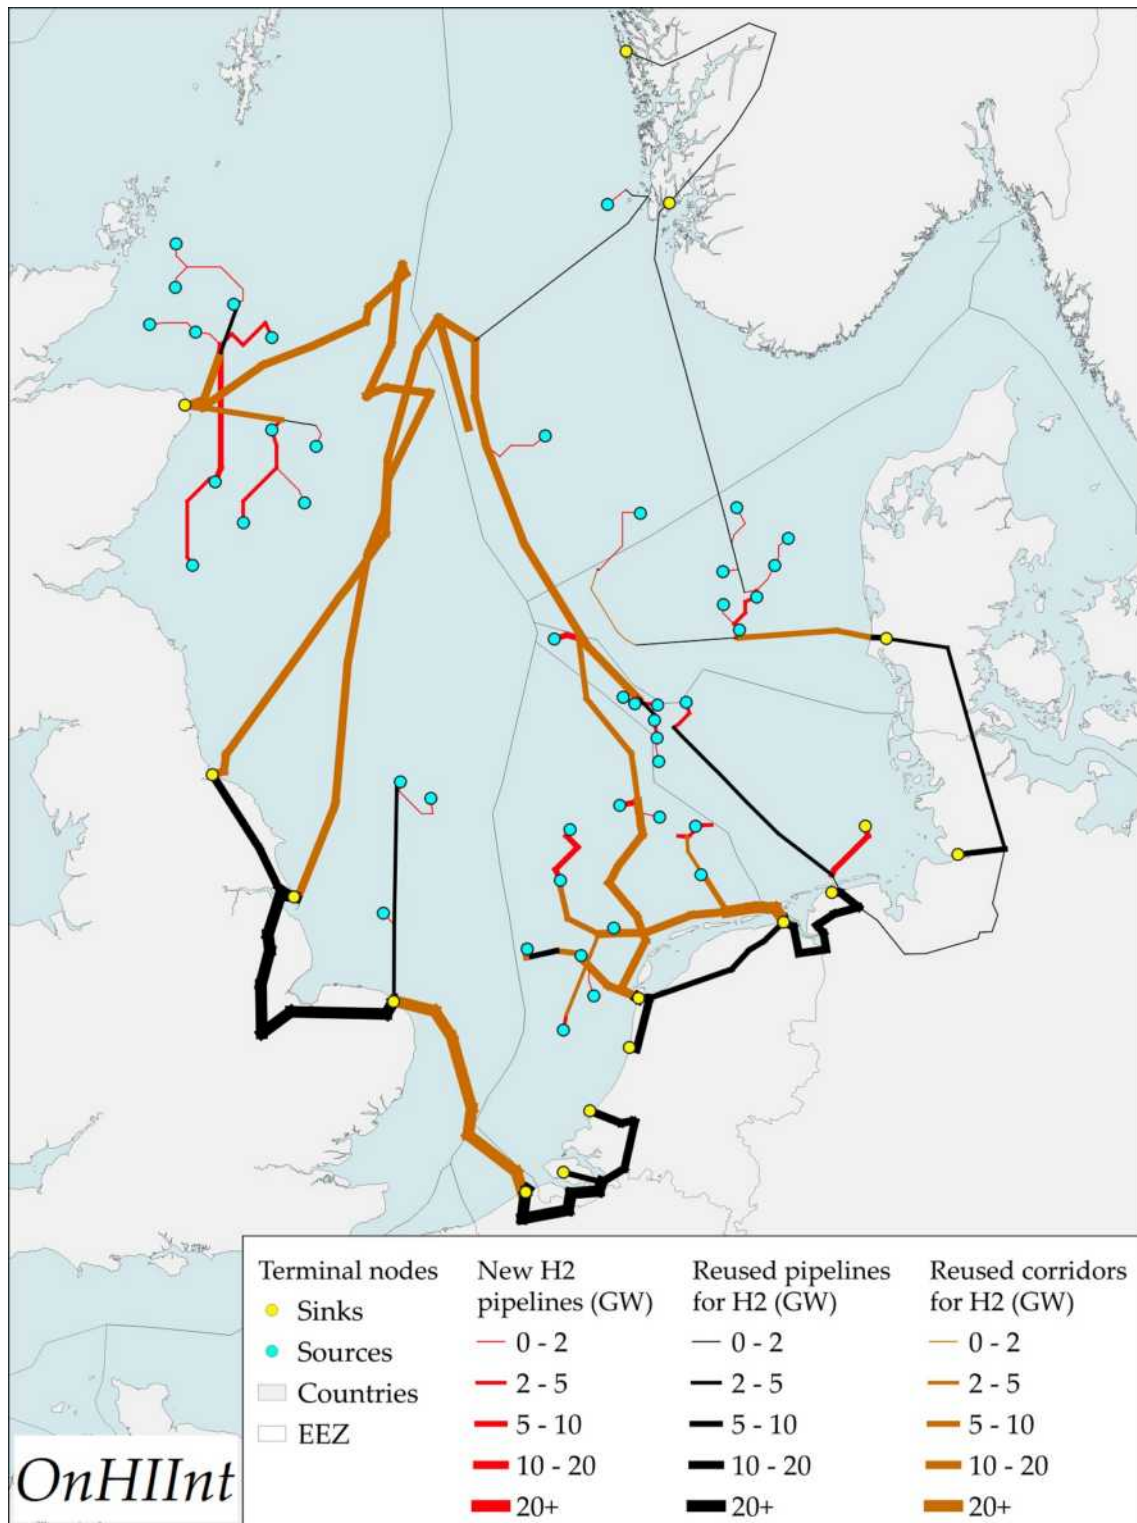 Terminal nodes
Sinks
Sources
Countries
EEZ
New H2
pipelines (GW)
0 - 2
2 - 5
5 - 10
10 - 20
20+
Reused pipelines
for H2 (GW)
0 - 2
2 - 5
5 - 10
10 - 20
20+
Reused corridors
for H2 (GW)
0 - 2
2 - 5
5 - 10
10 - 20
20+
OnHIInt